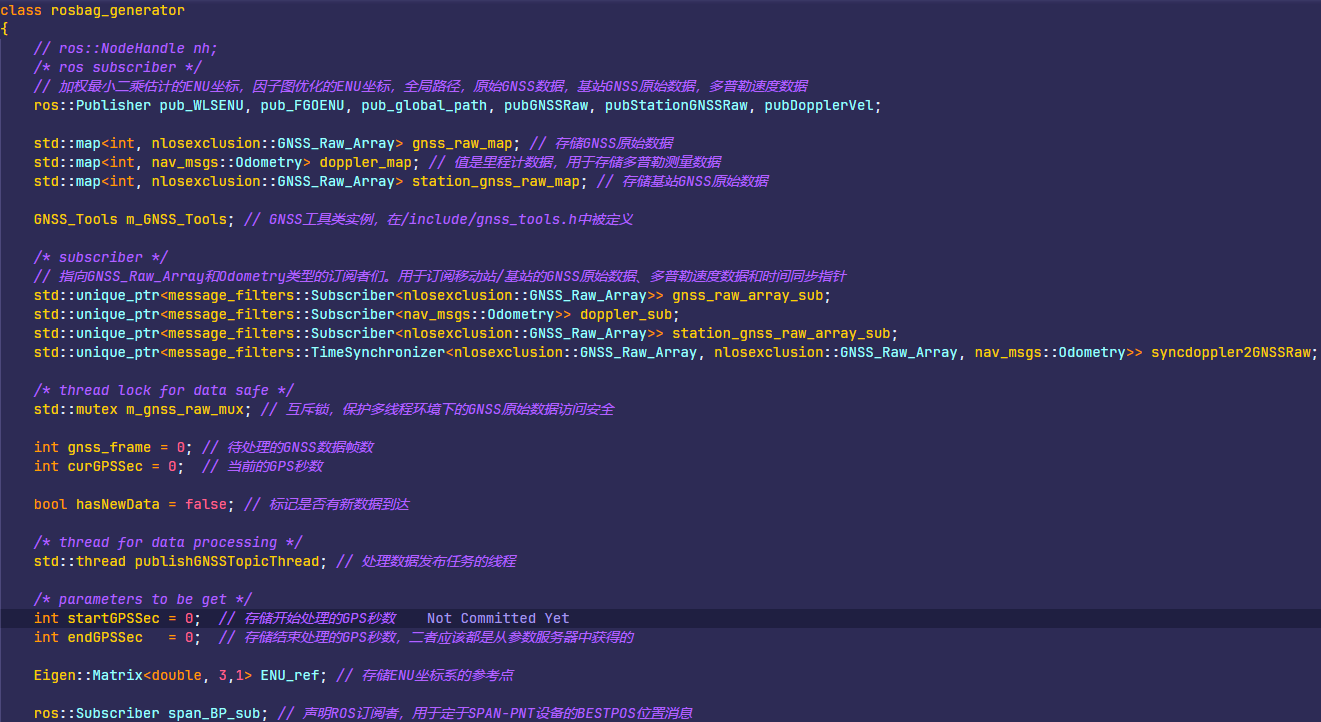 class rosbag_generator
{
// ros::NodeHandle nh;
/* ros subscriber */
// 加权最小二乘估计的ENU坐标，因子图优化的ENU坐标，全局路径，原始GNSS数据，基站GNSS原始数据，多普勒速度数据
ros::Publisher pub_WLSENU, pub_FGOENU, pub_global_path, pubGNSSRaw, pubStationGNSSRaw, pubDopplerVel;
std::map<int, nlosexclusion::GNSS_Raw_Array> gnss_raw_map; // 存储GNSS原始数据
std::map<int, nav_msgs::Odometry> doppler_map; // 值是里程计数据，用于存储多普勒测量数据
std::map<int, nlosexclusion::GNSS_Raw_Array> station_gnss_raw_map; // 存储基站GNSS原始数据
GNSS_Tools m_GNSS_Tools; // GNSS工具类实例，在/include/gnss_tools.h中被定义
/* subscriber */
// 指向GNSS_Raw_Array和Odometry类型的订阅者们。用于订阅移动站/基站的GNSS原始数据、多普勒速度数据和时间同步指针
std::unique_ptr<message_filters::Subscriber<nlosexclusion::GNSS_Raw_Array>> gnss_raw_array_sub;
std::unique_ptr<message_filters::Subscriber<nav_msgs::Odometry>> doppler_sub;
std::unique_ptr<message_filters::Subscriber<nlosexclusion::GNSS_Raw_Array>> station_gnss_raw_array_sub;
std::unique_ptr<message_filters::TimeSynchronizer<nlosexclusion::GNSS_Raw_Array, nlosexclusion::GNSS_Raw_Array, nav_msgs::Odometry>> syncdoppler2GNSSRaw;
/* thread lock for data safe */
std::mutex m_gnss_raw_mux; // 互斥锁，保护多线程环境下的GNSS原始数据访问安全
int gnss_frame = 0; // 待处理的GNSS数据帧数
int curGPSSec = 0;  // 当前的GPS秒数
bool hasNewData = false; // 标记是否有新数据到达
/* thread for data processing */
std::thread publishGNSSTopicThread; // 处理数据发布任务的线程
/* parameters to be get */
int startGPSSec = 0;  // 存储开始处理的GPS秒数    Not Committed Yet
int endGPSSec   = 0;  // 存储结束处理的GPS秒数，二者应该都是从参数服务器中获得的
Eigen::Matrix<double, 3,1> ENU_ref; // 存储ENU坐标系的参考点
ros::Subscriber span_BP_sub; // 声明ROS订阅者，用于定于SPAN-PNT设备的BESTPOS位置消息